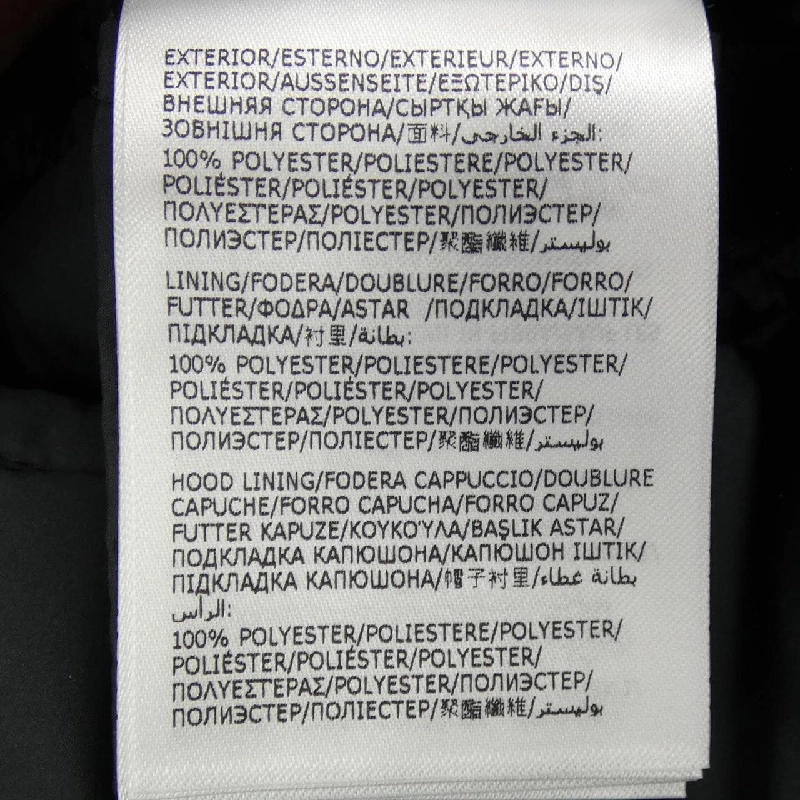 EXTERIOR/ESTERNO/EXTERIEUR/EXTERNO/
EXTERIOR/AUSSENSEITE/ΕΞΩΤΕΡΙΚΟ/DIŞ/
ВНЕШНЯЯ СТОРОНА/СЫРТҚЫ ЖАҒЫ/
ЗОВНІШНЯ СТОРОНА/面料/الجزء الخارجي:
100% POLYESTER/POLIESTERE/POLYESTER/
POLIÉSTER/POLIÉSTER/POLYESTER/
ΠΟΛΥΕΣΤΕΡΑΣ/POLYESTER/ПОЛИЭСТЕР/
ПОЛИЭСТЕР/ПОЛІЕСТЕР/聚酯纖維/بوليستر
LINING/FODERA/DOUBLURE/FORRO/FORRO/
FUTTER/ΦΟΔΡΑ/ASTAR /ПОДКЛАДКА/ІШТІК/
ПІДКЛАДКА/衬里/بطانة:
100% POLYESTER/POLIESTERE/POLYESTER/
POLIÉSTER/POLIÉSTER/POLYESTER/
ΠΟΛΥΕΣΤΕΡΑΣ/POLYESTER/ПОЛИЭСТЕР/
ПОЛИЭСТЕР/ПОЛІЕСТЕР/聚酯纖維/بوليستر
HOOD LINING/FODERA CAPPUCCIO/DOUBLURE
CAPUCHE/FORRO CAPUCHA/FORRO CAPUZ/
FUTTER KAPUZE/ΚΟΥΚΟΎΛΑ/BAŞLIK ASTAR/
ПОДКЛАДКА КАПЮШОНА/КАПЮШОН ІШТІК/
ПІДКЛАДКА КАПЮШОНА/帽子衬里/بطانة غطاء
الرأس:
100% POLYESTER/POLIESTERE/POLYESTER/
POLIÉSTER/POLIÉSTER/POLYESTER/
ΠΟΛΥΕΣΤΕΡΑΣ/POLYESTER/ПОЛИЭСТЕР/
ПОЛИЭСТЕР/ПОЛІЕСТЕР/聚酯纖維/بوليستر